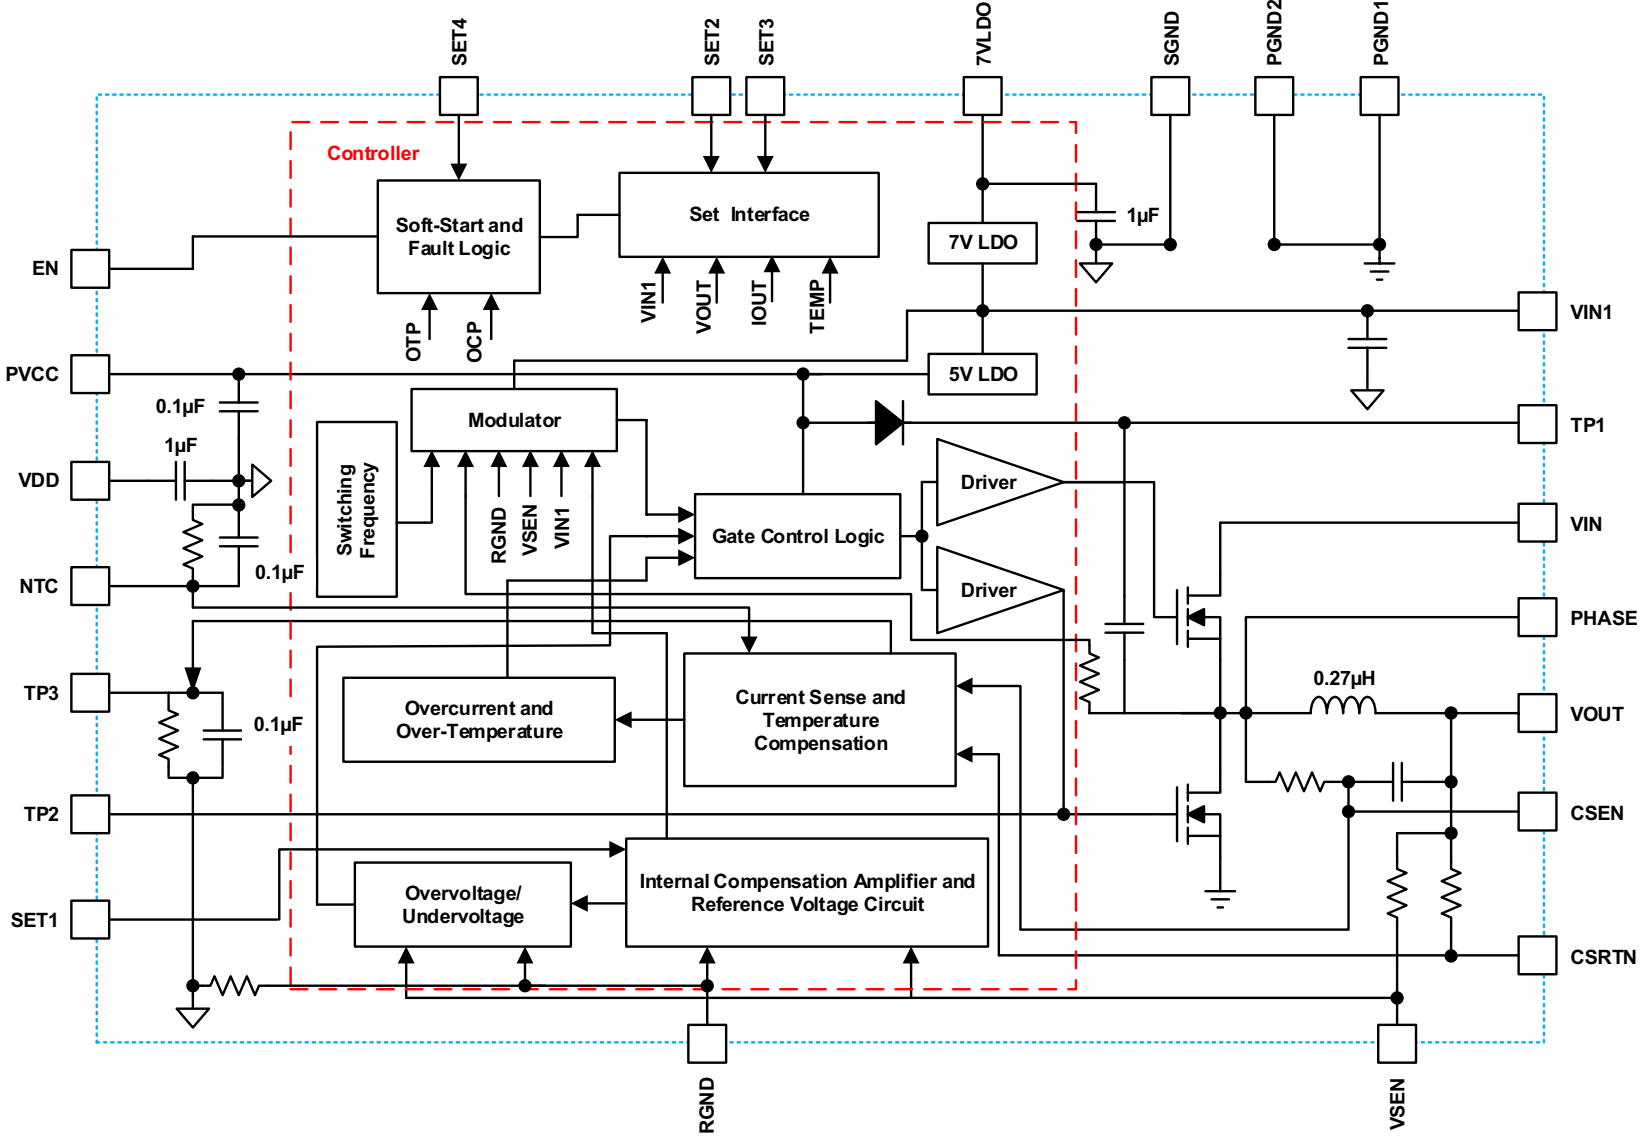 SET4
SET2
SET3
7VLDO
SGND
PGND2
PGND1
Controller
Soft-Start and
Fault Logic
Set Interface
1µF
7V LDO
EN
VIN1
VOUT
IOUT
TEMP
OTP
OCP
VIN1
PVCC
5V LDO
0.1µF
Modulator
TP1
1µF
VDD
Switching
Frequency
RGND
VSEN
VIN1
Driver
Gate Control Logic
VIN
NTC
0.1µF
Driver
PHASE
TP3
0.1µF
Overcurrent and
Over-Temperature
Current Sense and
Temperature
Compensation
0.27µH
VOUT
TP2
CSEN
SET1
Overvoltage/
Undervoltage
Internal Compensation Amplifier and
Reference Voltage Circuit
CSRTN
RGND
VSEN